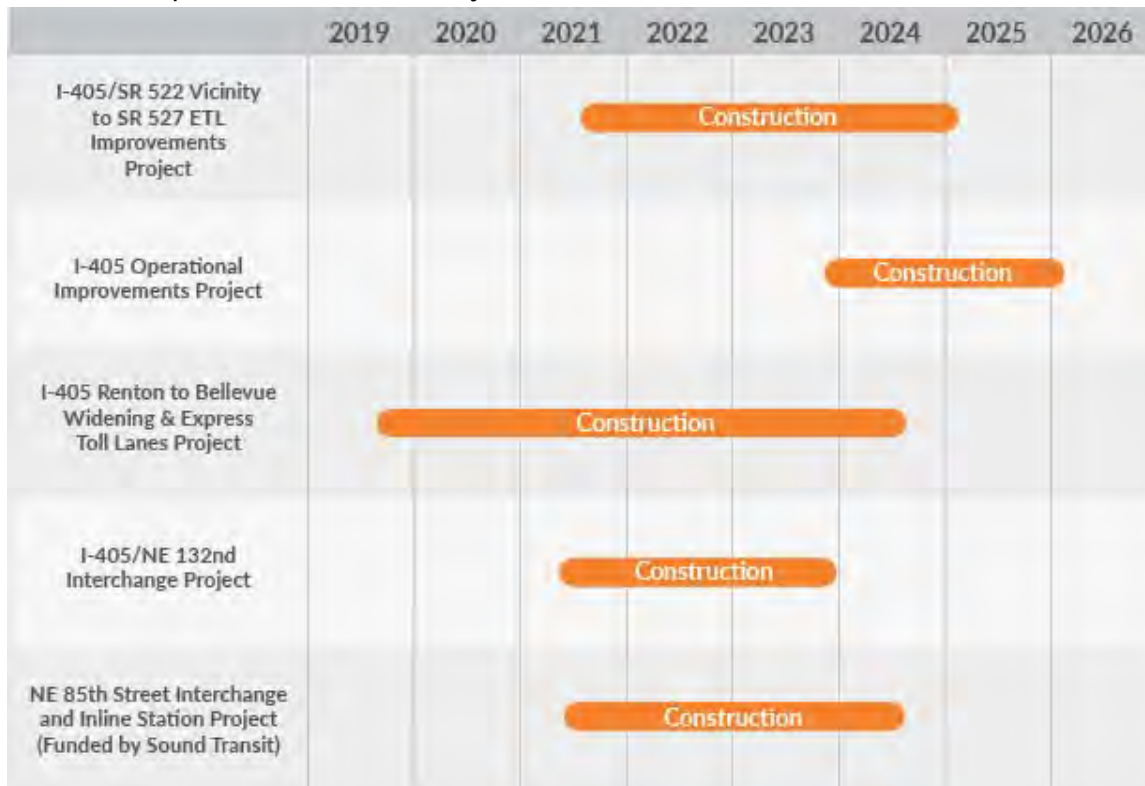 2019 2020 2021 2022 2023 2024 2025 2026
I-405/SR 522 Vicinity
to SR 527 ETL
Improvements
Project
Construction
I-405 Operational
Improvements Project
Construction
I-405 Renton to Bellevue
Widening & Express
Toll Lanes Project
Construction
I-405/NE 132nd
Interchange Project
Construction
NE 85th Street Interchange
and Inline Station Project
(Funded by Sound Transit)
Construction